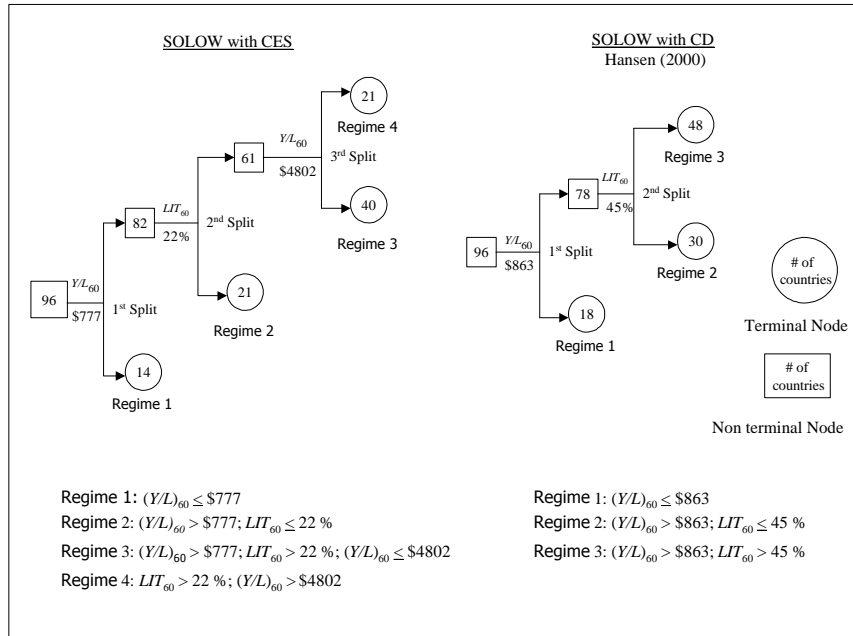 SOLOW with CES
21
Regime 4
Y/L60
61
$4802
3rd Split
40
Regime 3
LIT60
82
22%
2nd Split
21
Regime 2
Y/L60
96
$777
1st Split
14
Regime 1
SOLOW with CD
Hansen (2000)
48
Regime 3
LIT60
78
45%
2nd Split
30
Regime 2
Y/L60
96
$863
1st Split
18
Regime 1
# of
countries
Terminal Node
# of
countries
Non terminal Node
Regime 1: (Y/L)60 ≤ $777
Regime 2: (Y/L)60 > $777; LIT60 ≤ 22 %
Regime 3: (Y/L)60 > $777; LIT60 > 22 %; (Y/L)60 ≤ $4802
Regime 4: LIT60 > 22 %; (Y/L)60 > $4802
Regime 1: (Y/L)60 ≤ $863
Regime 2: (Y/L)60 > $863; LIT60 ≤ 45 %
Regime 3: (Y/L)60 > $863; LIT60 > 45 %